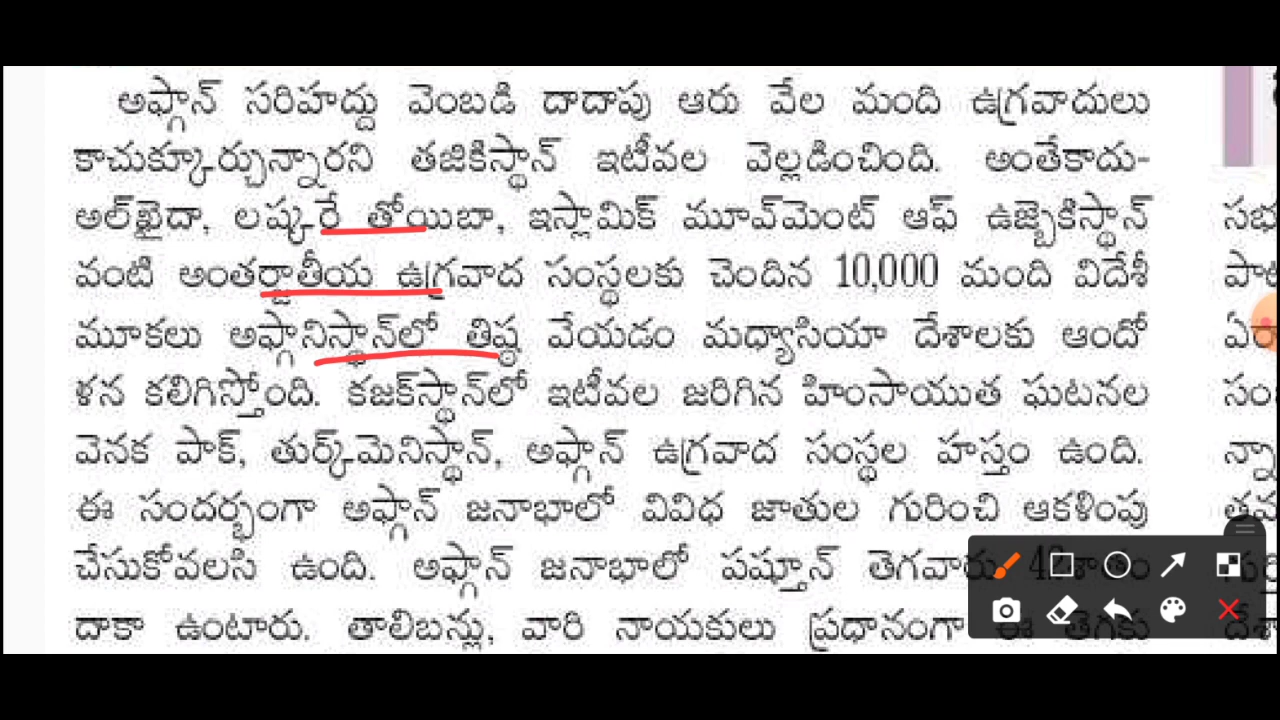 అఫ్గాన్ సరిహద్దు వెంబడి దాదాపు ఆరు వేల మంది ఉగ్రవాదులు
కాచుక్కూర్చున్నారని తజికిస్థాన్ ఇటీవల వెల్లడించింది. అంతేకాదు-
అల్‌ఖైదా, లష్కరే తోయిబా, ఇస్లామిక్ మూవ్‌మెంట్ ఆఫ్ ఉజ్బెకిస్థాన్
వంటి అంతర్జాతీయ ఉగ్రవాద సంస్థలకు చెందిన 10,000 మంది విదేశీ
మూకలు అఫ్గానిస్థాన్‌లో తిష్ఠ వేయడం మధ్యాసియా దేశాలకు ఆందో
ళన కలిగిస్తోంది. కజక్‌స్థాన్‌లో ఇటీవల జరిగిన హింసాయుత ఘటనల
వెనక పాక్, తుర్క్‌మెనిస్థాన్, అఫ్గాన్ ఉగ్రవాద సంస్థల హస్తం ఉంది.
ఈ సందర్భంగా అఫ్గాన్ జనాభాలో వివిధ జాతుల గురించి ఆకళింపు
చేసుకోవలసి ఉంది. అఫ్గాన్ జనాభాలో పష్తూన్ తెగవారు 42శాతం
దాకా ఉంటారు. తాలిబన్లు, వారి నాయకులు ప్రధానంగా ఈ తెగకు